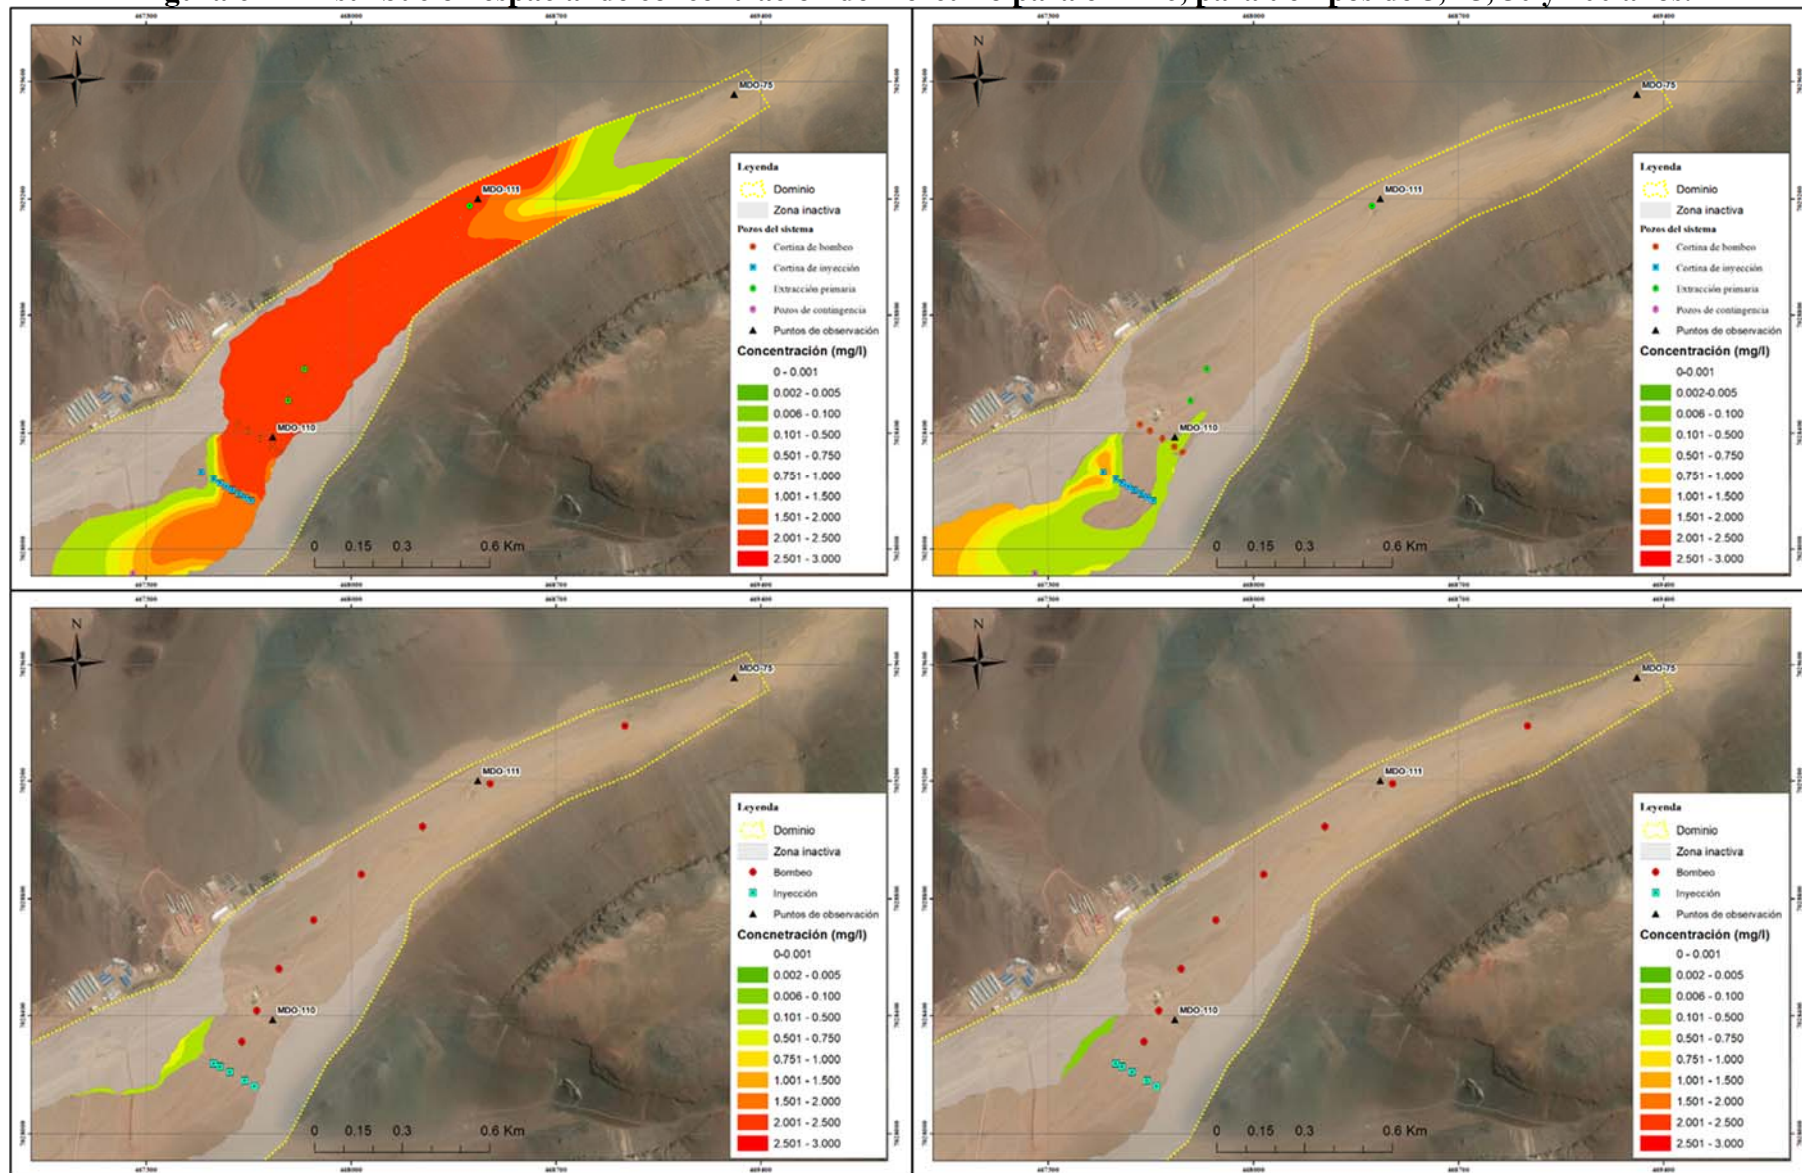 N
MDO-75
MDO-111
MDO-110
Leyenda
Dominio
Zona inactiva
Pozos del sistema
Cortina de bombeo
Cortina de inyección
Extracción primaria
Pozos de contingencia
Puntos de observación
Concentración (mg/l)
0 - 0.001
0.002 - 0.005
0.006 - 0.100
0.101 - 0.500
0.501 - 0.750
0.751 - 1.000
1.001 - 1.500
1.501 - 2.000
2.001 - 2.500
2.501 - 3.000
0 0.15 0.3 0.6 Km
N
MDO-75
MDO-111
MDO-110
Leyenda
Dominio
Zona inactiva
Pozos del sistema
Cortina de bombeo
Cortina de inyección
Extracción primaria
Pozos de contingencia
Puntos de observación
Concentración (mg/l)
0-0.001
0.002-0.005
0.006 - 0.100
0.101 - 0.500
0.501 - 0.750
0.751 - 1.000
1.001 - 1.500
1.501 - 2.000
2.001 - 2.500
2.501 - 3.000
0 0.15 0.3 0.6 Km
N
MDO-75
MDO-111
MDO-110
Leyenda
Dominio
Zona inactiva
Bombeo
Inyección
Puntos de observación
Concnetración (mg/l)
0-0.001
0.002 - 0.005
0.006 - 0.100
0.101 - 0.500
0.501 - 0.750
0.751 - 1.000
1.001 - 1.500
1.501 - 2.000
2.001 - 2.500
2.501 - 3.000
0 0.15 0.3 0.6 Km
N
MDO-75
MDO-111
MDO-110
Leyenda
Dominio
Zona inactiva
Bombeo
Inyección
Puntos de observación
Concentración (mg/l)
0 - 0.001
0.002 - 0.005
0.006 - 0.100
0.101 - 0.500
0.501 - 0.750
0.751 - 1.000
1.001 - 1.500
1.501 - 2.000
2.001 - 2.500
2.501 - 3.000
0 0.15 0.3 0.6 Km